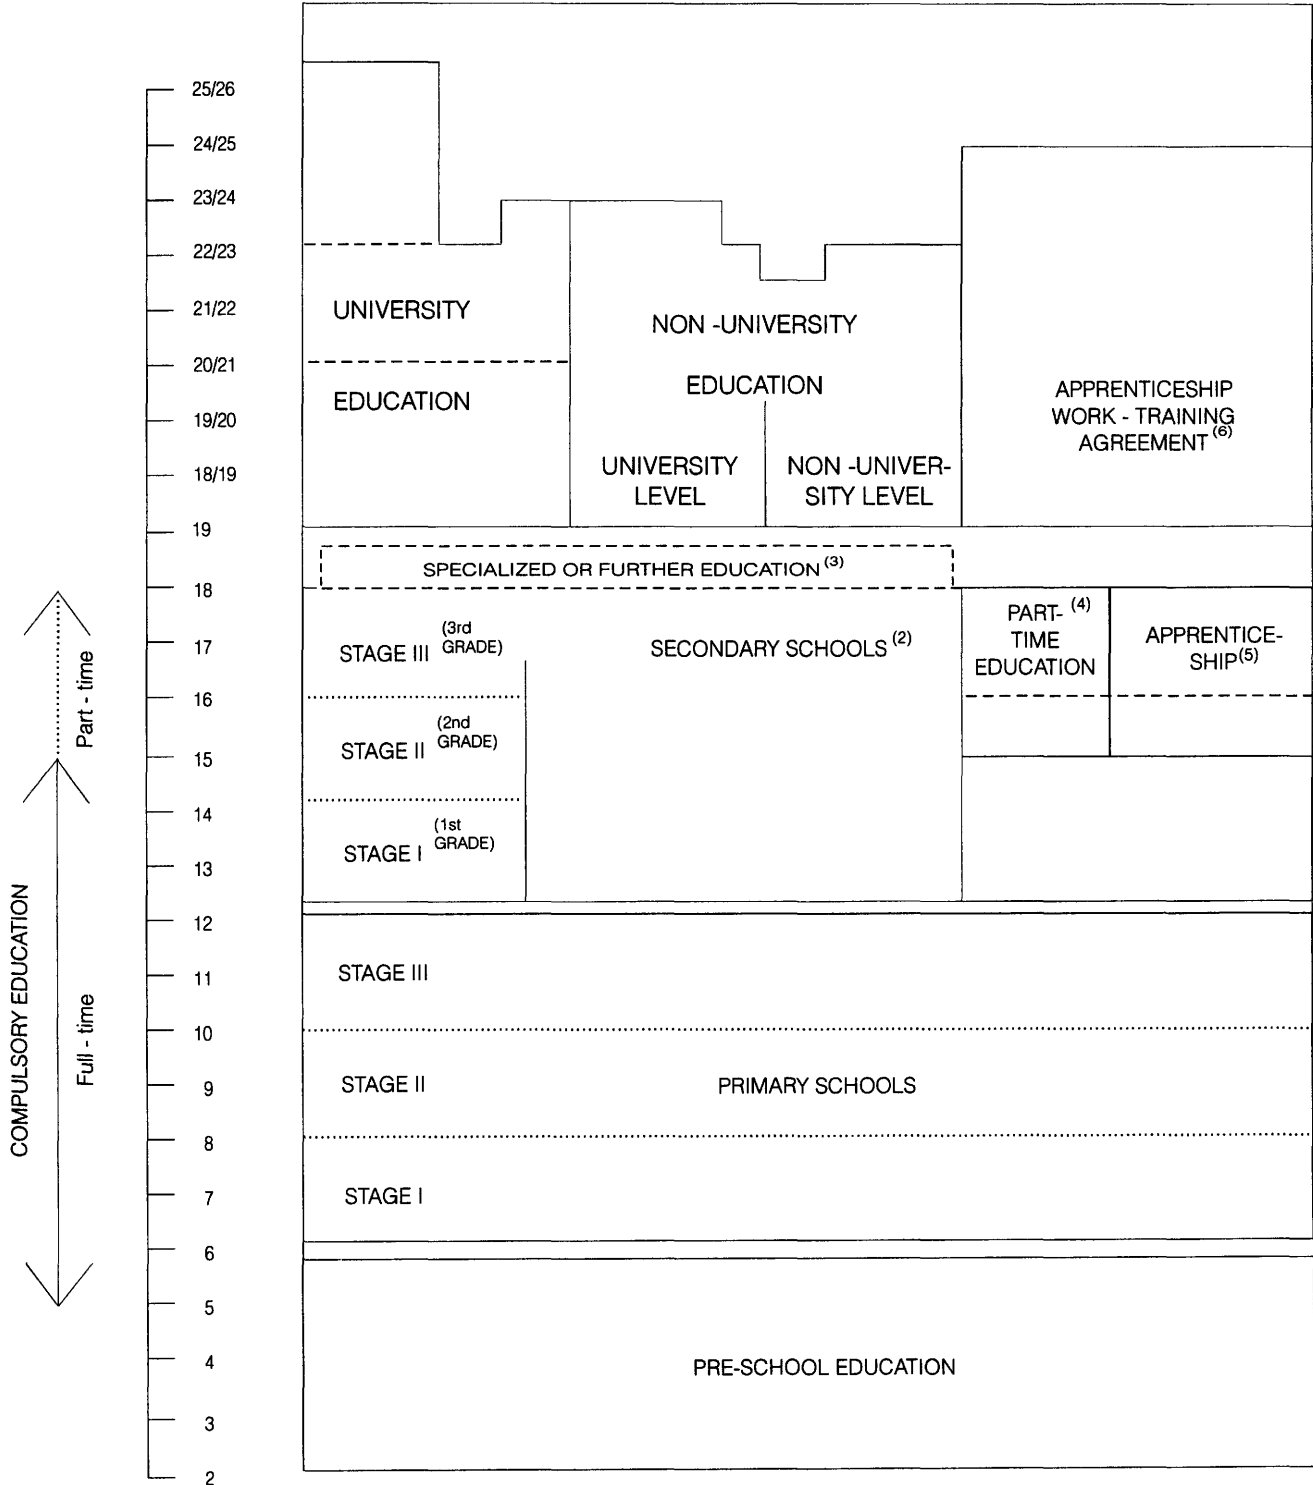 25/26
24/25
23/24
22/23
21/22
20/21
19/20
18/19
19
18
17
16
15
14
13
12
11
10
9
8
7
6
5
4
3
2
COMPULSORY EDUCATION
Part - time
Full - time
UNIVERSITY
EDUCATION
NON -UNIVERSITY
EDUCATION
UNIVERSITY
LEVEL
NON -UNIVER-
SITY LEVEL
APPRENTICESHIP
WORK - TRAINING
AGREEMENT (6)
SPECIALIZED OR FURTHER EDUCATION (3)
STAGE III (3rd
GRADE)
STAGE II (2nd
GRADE)
STAGE I (1st
GRADE)
SECONDARY SCHOOLS (2)
PART- (4)
TIME
EDUCATION
APPRENTICE-
SHIP(5)
STAGE III
STAGE II
STAGE I
PRIMARY SCHOOLS
PRE-SCHOOL EDUCATION